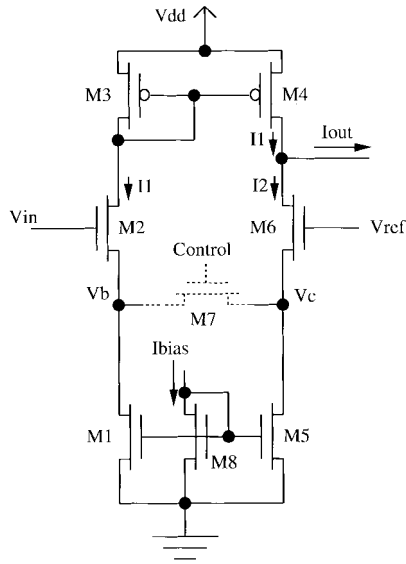 Vdd
M3
M4
I1
Iout
I1
I2
Vin
M2
M6
Vref
Control
Vb
Vc
M7
Ibias
M1
M8
M5